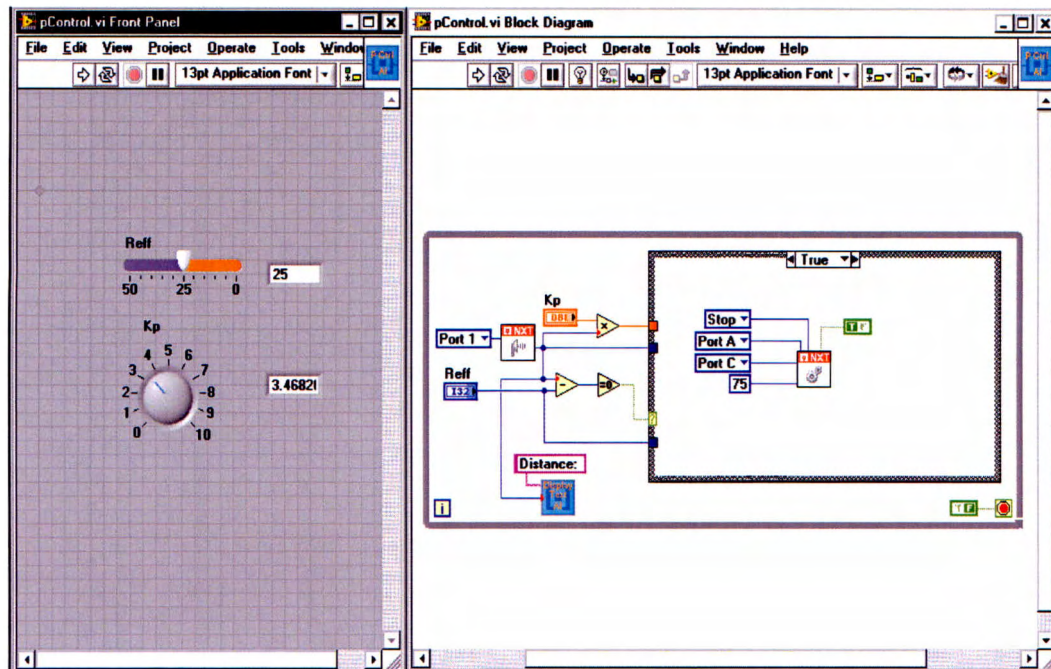 pControl.vi Front Panel
File Edit View Project Operate Tools Window
13pt Application Font
Reff
50 25 0
25
Kp
0 1 2 3 4 5 6 7 8 9 10
3.46820
pControl.vi Block Diagram
File Edit View Project Operate Tools Window Help
13pt Application Font
True
Kp
DBL
×
NXT
Port 1
Reff
I32
-
=0
?
Distance:
i
Stop
Port A
Port C
75
NXT
T F
T F